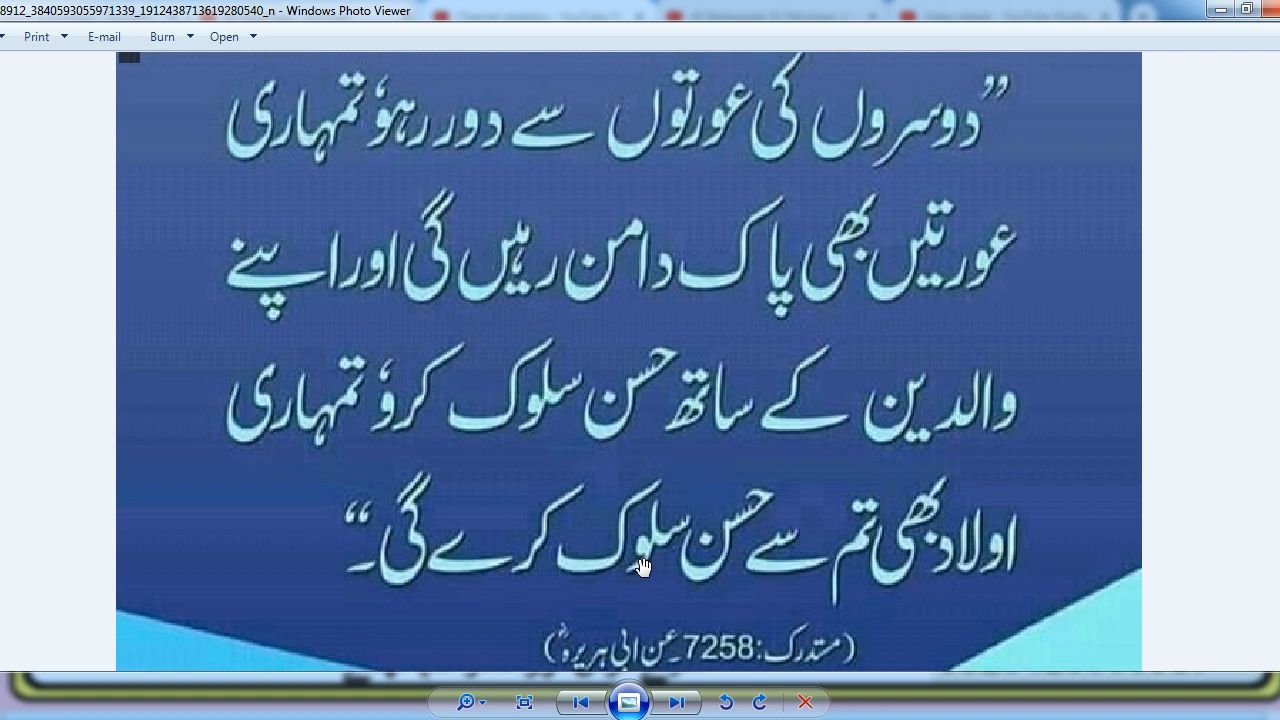 8912_3840593055971339_1912438713619280540_n - Windows Photo Viewer
Print E-mail Burn Open
”دوسروں کی عورتوں سے دور رہو، تمہاری
عورتیں بھی پاک دامن رہیں گی اور اپنے
والدین کے ساتھ حسن سلوک کرو، تمہاری
اولاد بھی تم سے حسن سلوک کرے گی۔“
(مستدرک: 7258۔ عن ابی ہریرہؓ)